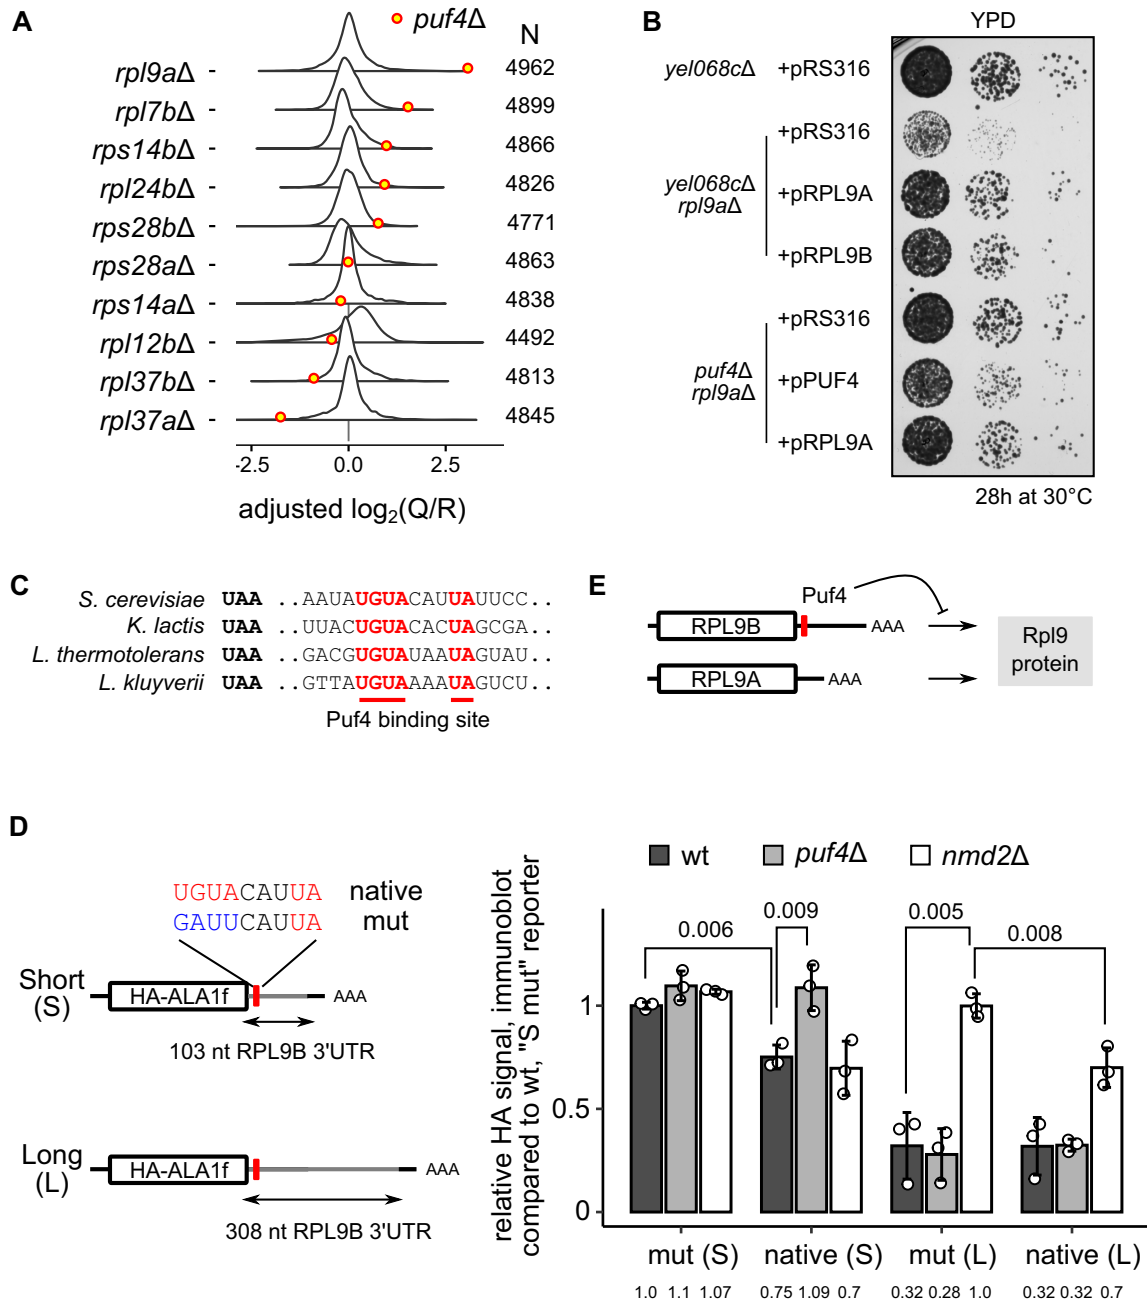 A
puf4Δ
N
rpl9aΔ - 4962
rpl7bΔ - 4899
rps14bΔ - 4866
rpl24bΔ - 4826
rps28bΔ - 4771
rps28aΔ - 4863
rps14aΔ - 4838
rpl12bΔ - 4492
rpl37bΔ - 4813
rpl37aΔ - 4845
-2.5 0.0 2.5
adjusted log₂(Q/R)
B
YPD
yel068cΔ +pRS316
+pRS316
yel068cΔ
rpl9aΔ
+pRPL9A
+pRPL9B
+pRS316
puf4Δ
rpl9aΔ
+pPUF4
+pRPL9A
28h at 30°C
C
S. cerevisiae UAA ..AAUAUGUACAUUAUUCC..
K. lactis UAA ..UUACUGUACACUAGCGA..
L. thermotolerans UAA ..GACGUGUAUAAUAGUAU..
L. kluyverii UAA ..GTTAUGUAAAAUAGUCU..
Puf4 binding site
E
Puf4
RPL9B AAA
RPL9A AAA
Rpl9
protein
D
UGUACAUUA native
GAUUCAUUA mut
Short
(S)
HA-ALA1f AAA
103 nt RPL9B 3'UTR
Long
(L)
HA-ALA1f AAA
308 nt RPL9B 3'UTR
relative HA signal, immunoblot
compared to wt, "S mut" reporter
wt puf4Δ nmd2Δ
0.006 0.009 0.005 0.008
1
0.5
0
mut (S) native (S) mut (L) native (L)
1.0 1.1 1.07 0.75 1.09 0.7 0.32 0.28 1.0 0.32 0.32 0.7